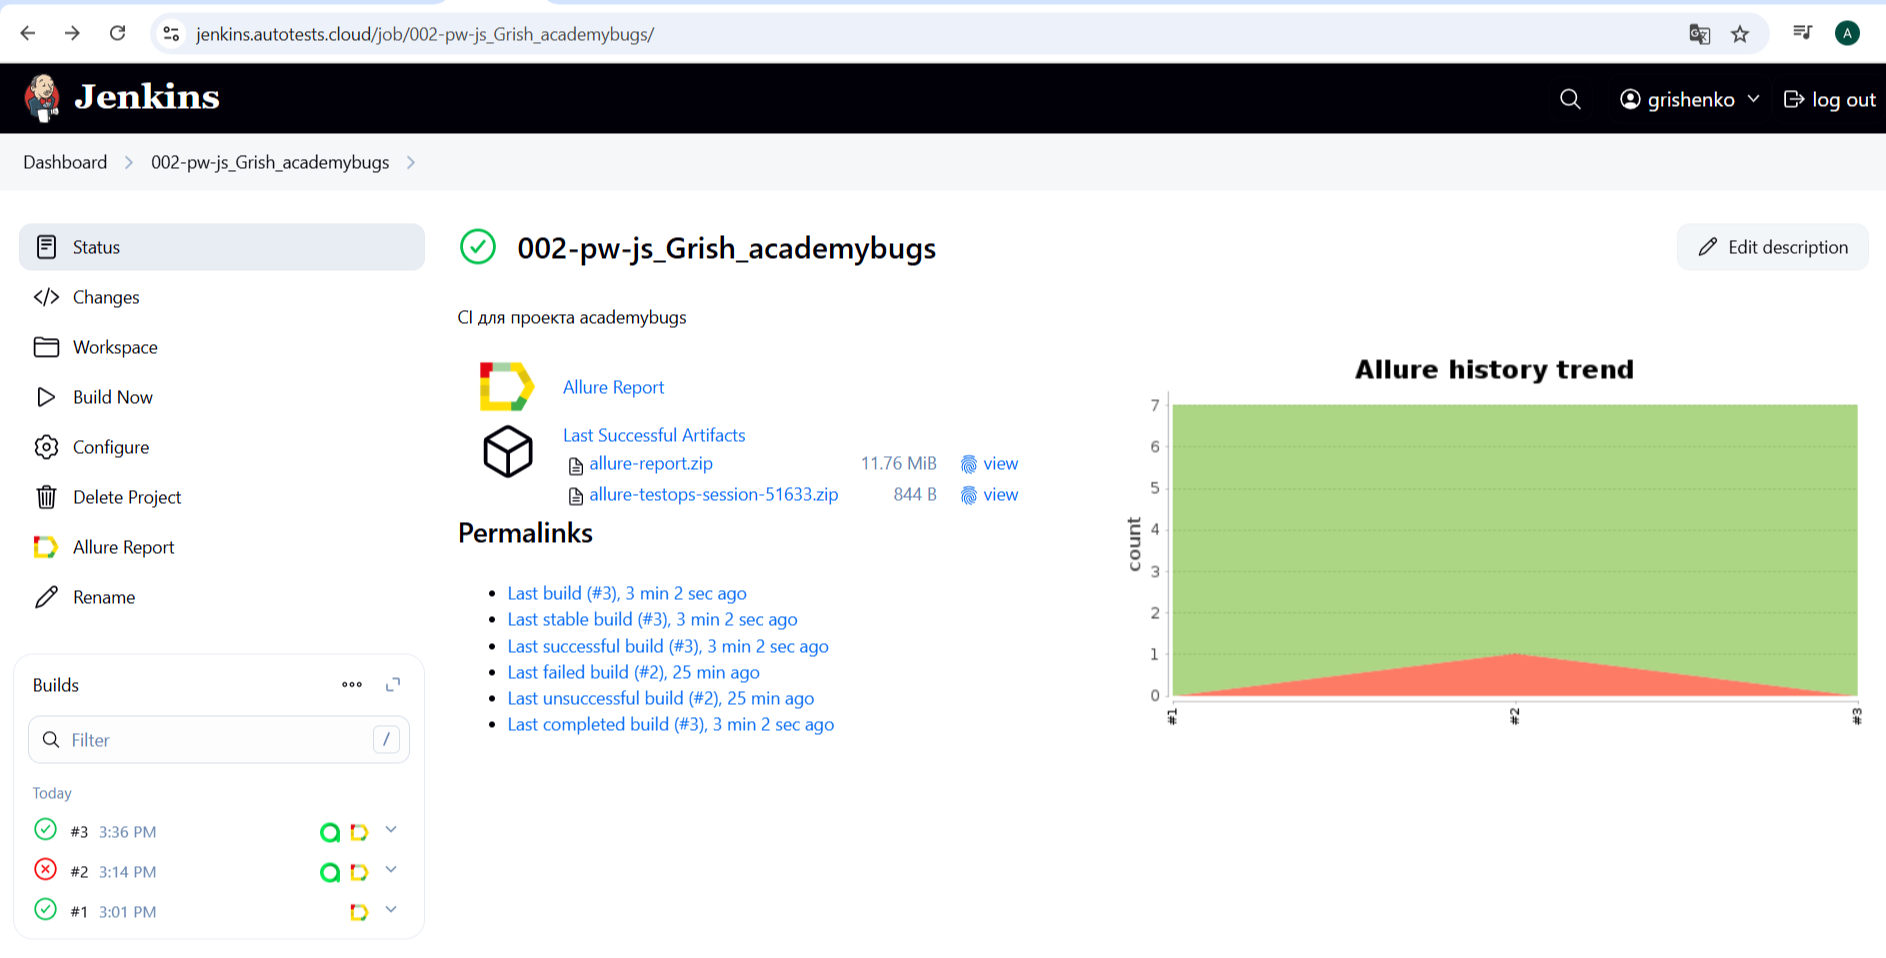 jenkins.autotests.cloud/job/002-pw-js_Grish_academybugs/
A
Jenkins
grishenko
log out
Dashboard
002-pw-js_Grish_academybugs
Status
Changes
Workspace
Build Now
Configure
Delete Project
Allure Report
Rename
Builds
Filter
/
Today
#3 3:36 PM
#2 3:14 PM
#1 3:01 PM
002-pw-js_Grish_academybugs
Edit description
CI для проекта academybugs
Allure Report
Last Successful Artifacts
allure-report.zip 11.76 MiB view
allure-testops-session-51633.zip 844 B view
Permalinks
Last build (#3), 3 min 2 sec ago
Last stable build (#3), 3 min 2 sec ago
Last successful build (#3), 3 min 2 sec ago
Last failed build (#2), 25 min ago
Last unsuccessful build (#2), 25 min ago
Last completed build (#3), 3 min 2 sec ago
Allure history trend
count
7
6
5
4
3
2
1
0
#1
#2
#3